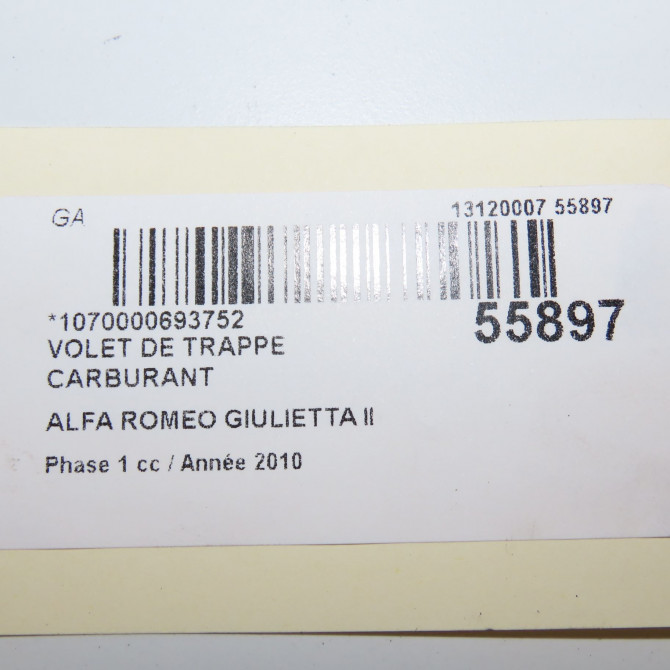 GA
13120007 55897
*1070000693752
55897
VOLET DE TRAPPE
CARBURANT
ALFA ROMEO GIULIETTA II
Phase 1 cc / Année 2010